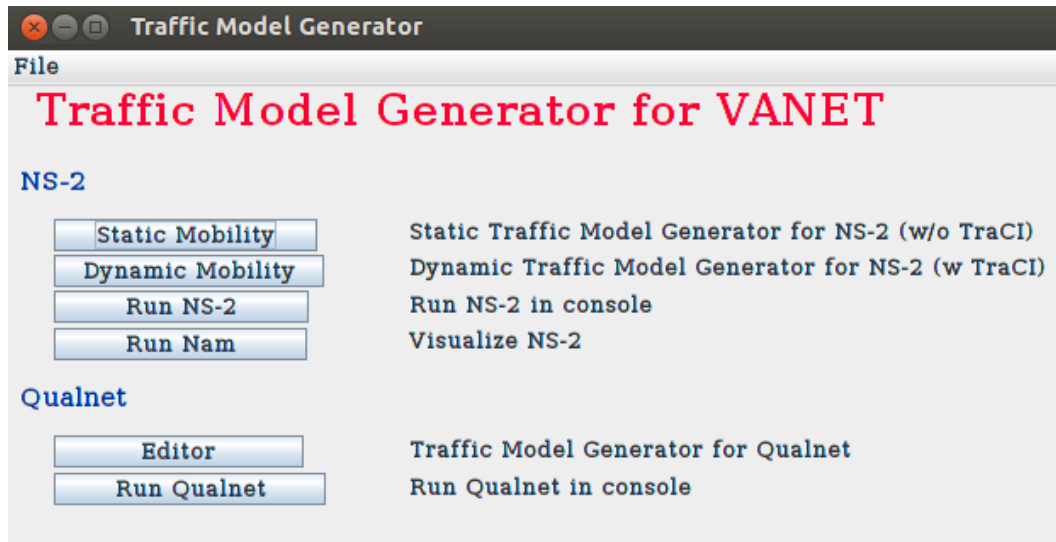 Traffic Model Generator
File
Traffic Model Generator for VANET
NS-2
Static Mobility Static Traffic Model Generator for NS-2 (w/o TraCI)
Dynamic Mobility Dynamic Traffic Model Generator for NS-2 (w TraCI)
Run NS-2 Run NS-2 in console
Run Nam Visualize NS-2
Qualnet
Editor Traffic Model Generator for Qualnet
Run Qualnet Run Qualnet in console